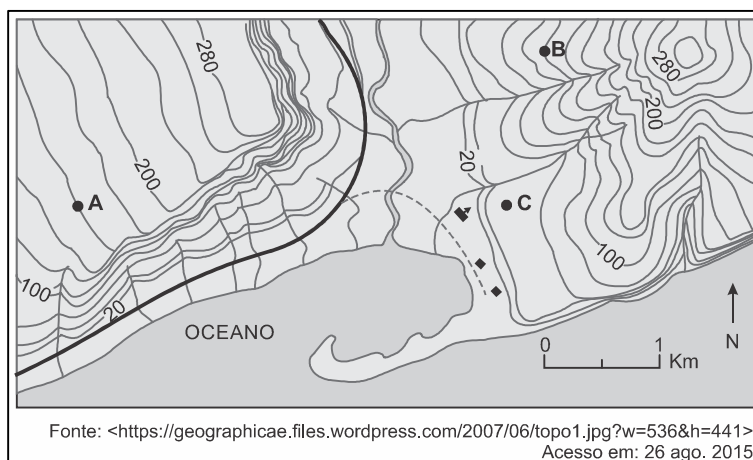 280
B
280
200
200
20
A
C
100
100
20
OCEANO
0 1
Km
N
Fonte: <https://geographicae.files.wordpress.com/2007/06/topo1.jpg?w=536&h=441>
Acesso em: 26 ago. 2015